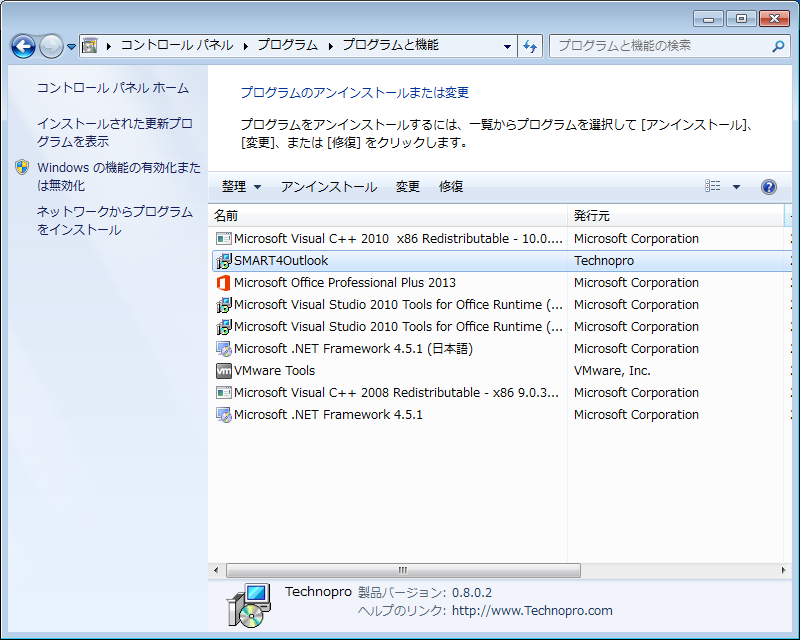 コントロール パネル プログラム プログラムと機能
プログラムと機能の検索
コントロール パネル ホーム
インストールされた更新プロ
グラムを表示
Windows の機能の有効化また
は無効化
ネットワークからプログラム
をインストール
プログラムのアンインストールまたは変更
プログラムをアンインストールするには、一覧からプログラムを選択して [アンインストール]、
[変更]、または [修復] をクリックします。
整理 アンインストール 変更 修復
名前 発行元
Microsoft Visual C++ 2010 x86 Redistributable - 10.0.... Microsoft Corporation
SMART4Outlook Technopro
Microsoft Office Professional Plus 2013 Microsoft Corporation
Microsoft Visual Studio 2010 Tools for Office Runtime (... Microsoft Corporation
Microsoft Visual Studio 2010 Tools for Office Runtime (... Microsoft Corporation
Microsoft .NET Framework 4.5.1 (日本語) Microsoft Corporation
vm VMware Tools VMware, Inc.
Microsoft Visual C++ 2008 Redistributable - x86 9.0.3... Microsoft Corporation
Microsoft .NET Framework 4.5.1 Microsoft Corporation
Technopro 製品バージョン: 0.8.0.2
ヘルプのリンク: http://www.Technopro.com